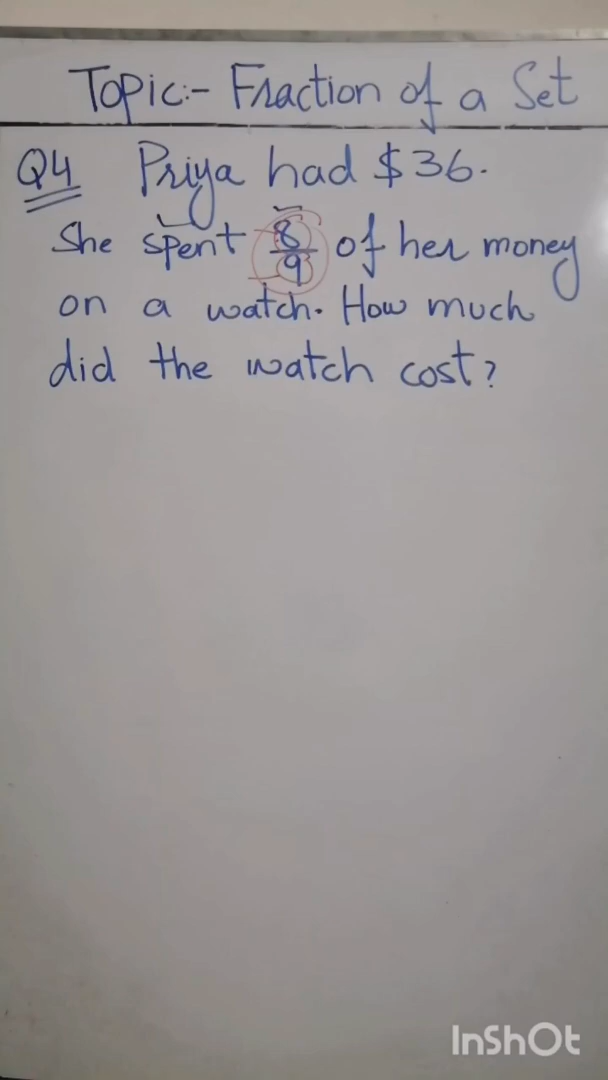 Topic:- Fraction of a Set
Q4 Priya had $36.
She spent 8/9 of her money
on a watch. How much
did the watch cost?
InShOt